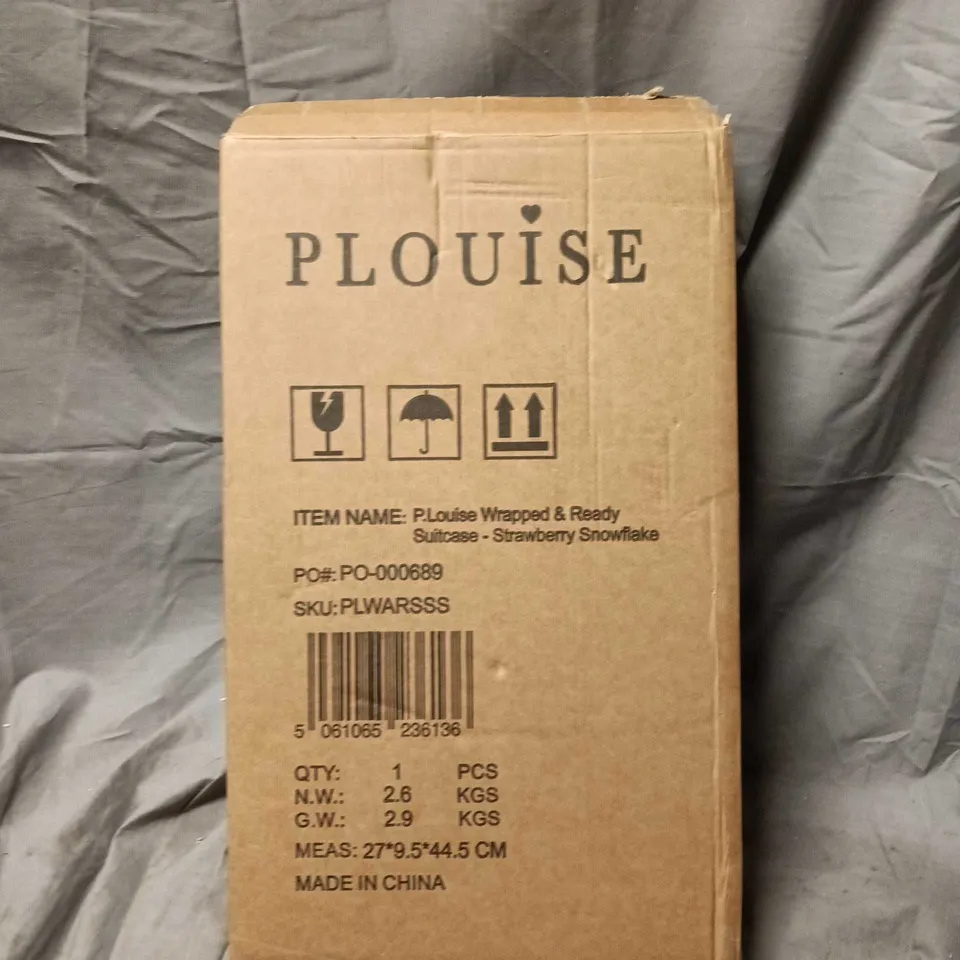 PLOUiSE
ITEM NAME: P.Louise Wrapped & Ready
Suitcase - Strawberry Snowflake
PO#: PO-000689
SKU: PLWARSSS
5 061065 236136
QTY: 1 PCS
N.W.: 2.6 KGS
G.W.: 2.9 KGS
MEAS: 27*9.5*44.5 CM
MADE IN CHINA